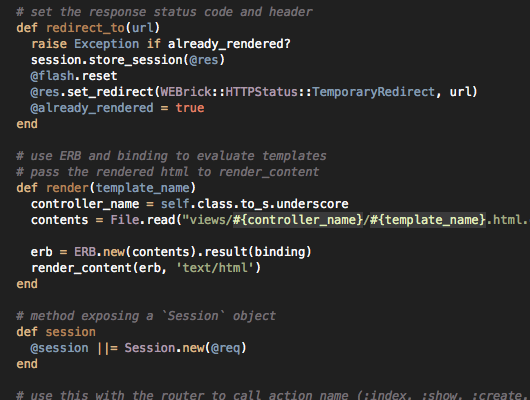 # set the response status code and header
def redirect_to(url)
  raise Exception if already_rendered?
  session.store_session(@res)
  @flash.reset
  @res.set_redirect(WEBrick::HTTPStatus::TemporaryRedirect, url)
  @already_rendered = true
end

# use ERB and binding to evaluate templates
# pass the rendered html to render_content
def render(template_name)
  controller_name = self.class.to_s.underscore
  contents = File.read("views/#{controller_name}/#{template_name}.html.

  erb = ERB.new(contents).result(binding)
  render_content(erb, 'text/html')
end

# method exposing a `Session` object
def session
  @session ||= Session.new(@req)
end

# use this with the router to call action_name (:index, :show, :create,